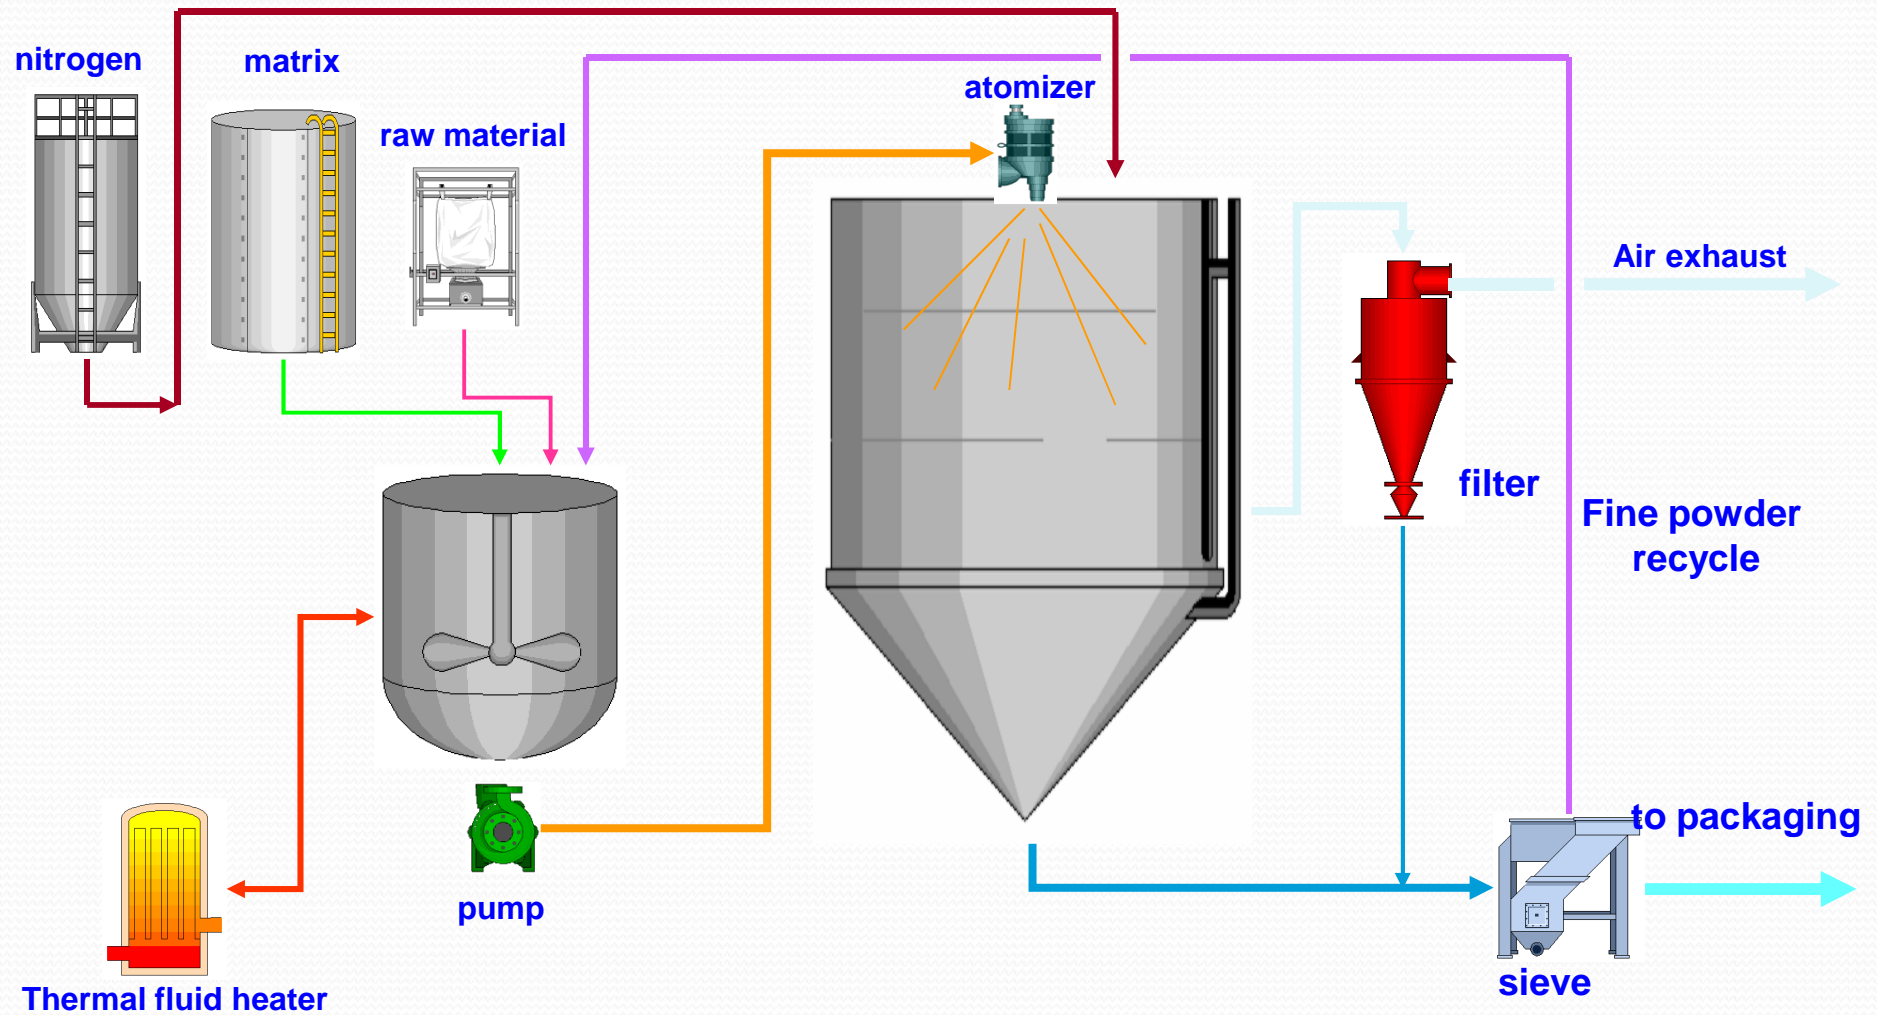 nitrogen
matrix
raw material
atomizer
Air exhaust
filter
Fine powder
recycle
to packaging
pump
sieve
Thermal fluid heater